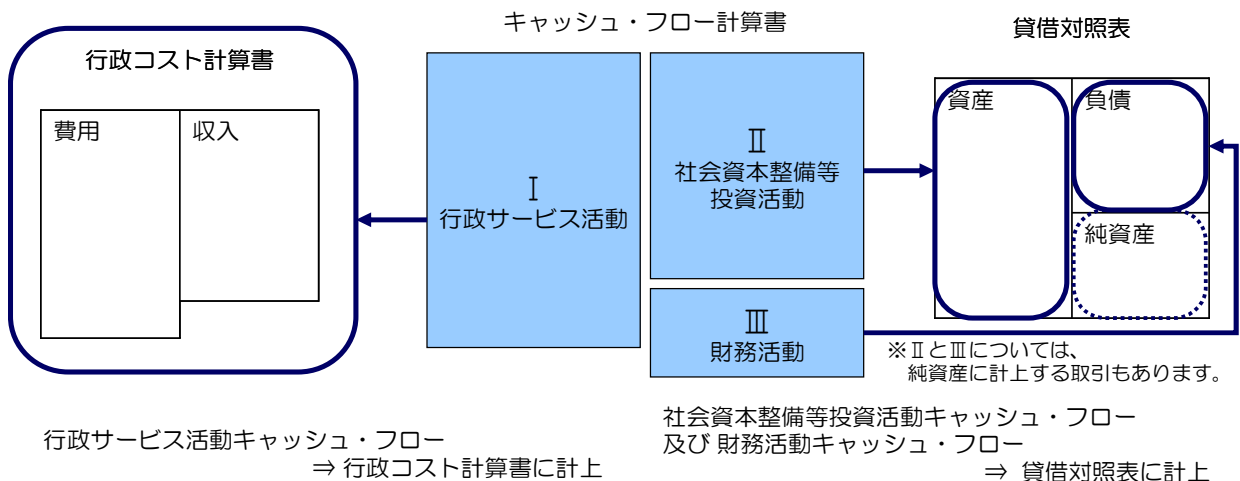 キャッシュ・フロー計算書
行政コスト計算書
費用
収入
Ⅰ
行政サービス活動
Ⅱ
社会資本整備等
投資活動
Ⅲ
財務活動
貸借対照表
資産
負債
純資産
※ⅡとⅢについては、
純資産に計上する取引もあります。
行政サービス活動キャッシュ・フロー
⇒ 行政コスト計算書に計上
社会資本整備等投資活動キャッシュ・フロー
及び 財務活動キャッシュ・フロー
⇒ 貸借対照表に計上